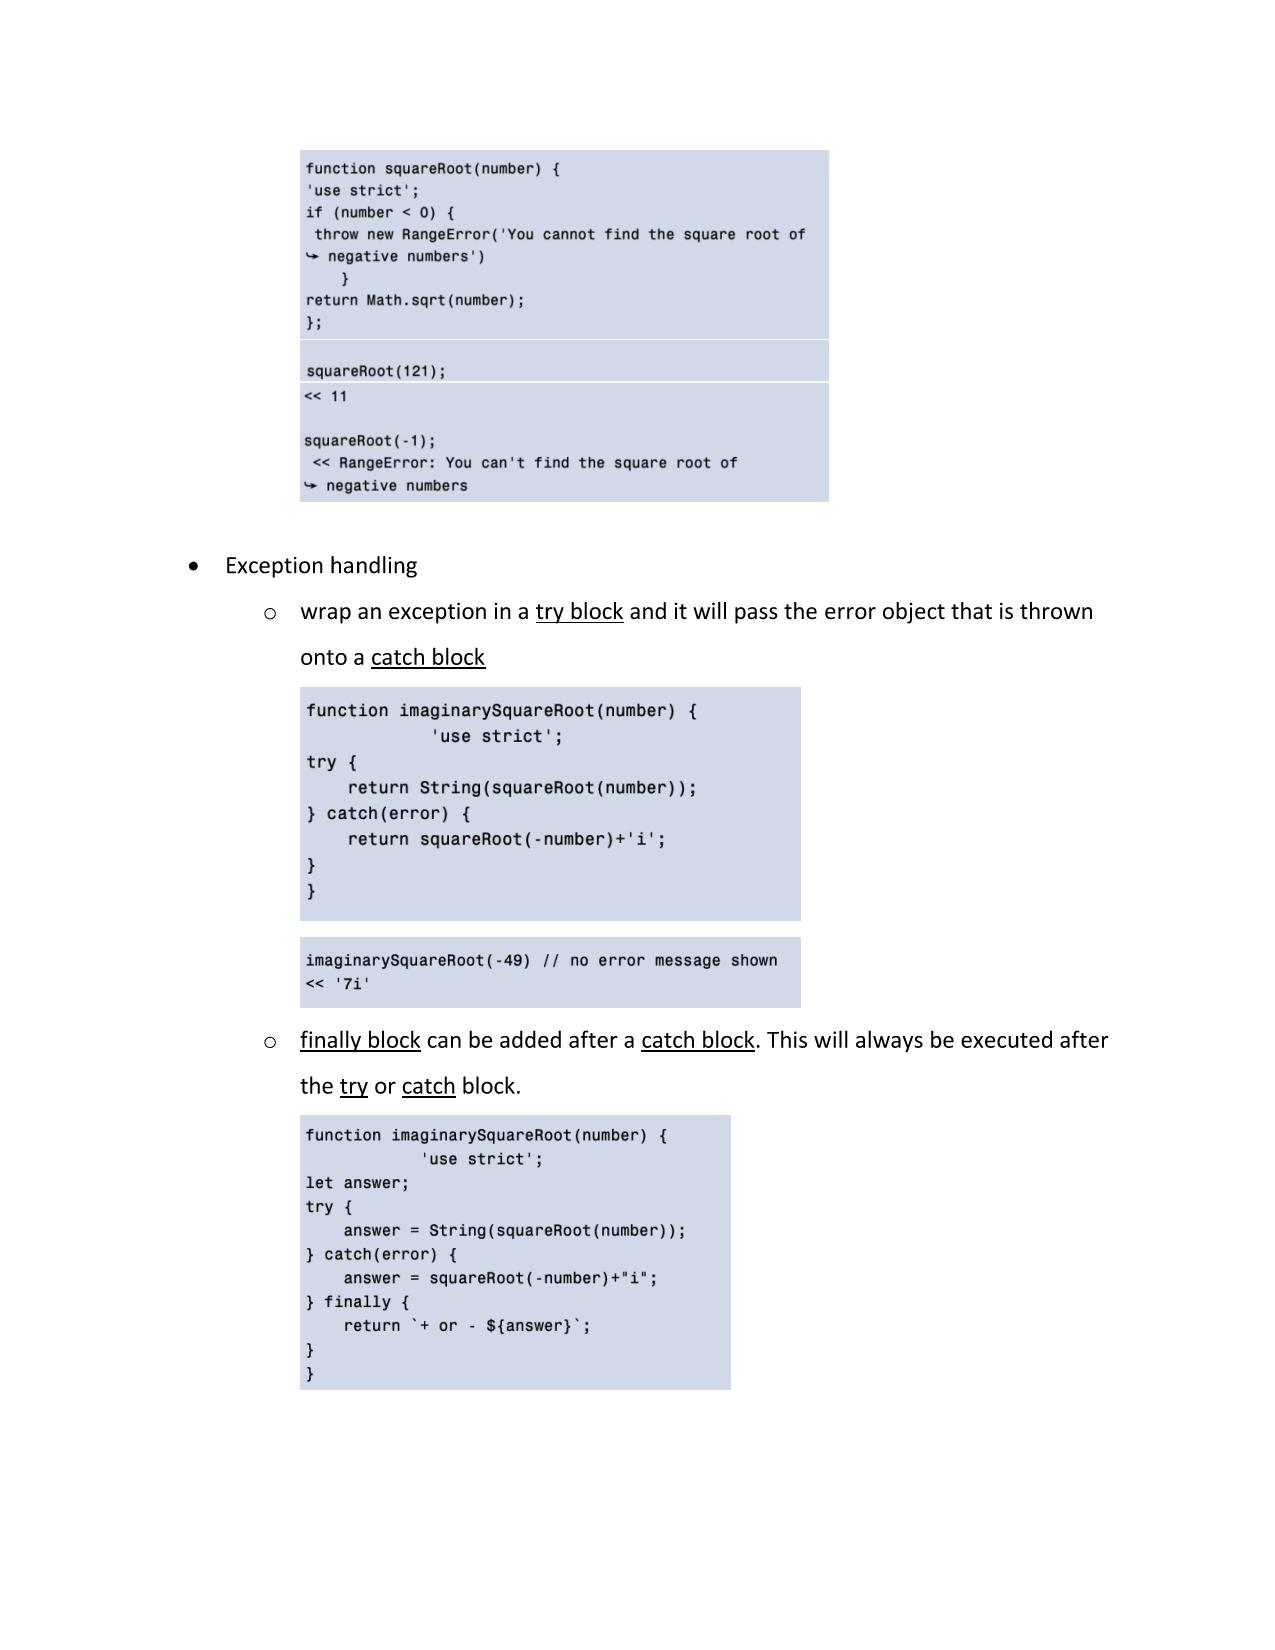 function squareRoot(number) {
'use strict';
if (number < 0) {
throw new RangeError('You cannot find the square root of
↪ negative numbers')
}
return Math.sqrt(number);
};
squareRoot(121);
<< 11
squareRoot(-1);
<< RangeError: You can't find the square root of
↪ negative numbers
• Exception handling
o wrap an exception in a try block and it will pass the error object that is thrown
onto a catch block
function imaginarySquareRoot(number) {
'use strict';
try {
return String(squareRoot(number));
} catch(error) {
return squareRoot(-number)+'i';
}
}
imaginarySquareRoot(-49) // no error message shown
<< '7i'
o finally block can be added after a catch block. This will always be executed after
the try or catch block.
function imaginarySquareRoot(number) {
'use strict';
let answer;
try {
answer = String(squareRoot(number));
} catch(error) {
answer = squareRoot(-number)+"i";
} finally {
return `+ or - ${answer}`;
}
}